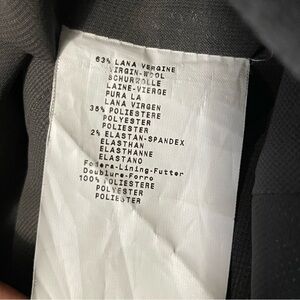 63% LANA VERGINE
VIRGIN-WOOL
SCHURWOLLE
LAINE-VIERGE
PURA LA
LANA VIRGEN
35% POLIESTERE
POLYESTER
POLIESTER
2% ELASTAN-SPANDEX
ELASTHAN
ELASTHANNE
ELASTANO
Fodera-Lining-Futter
Doublure-Forro
100% POLIESTERE
POLYESTER
POLIESTER